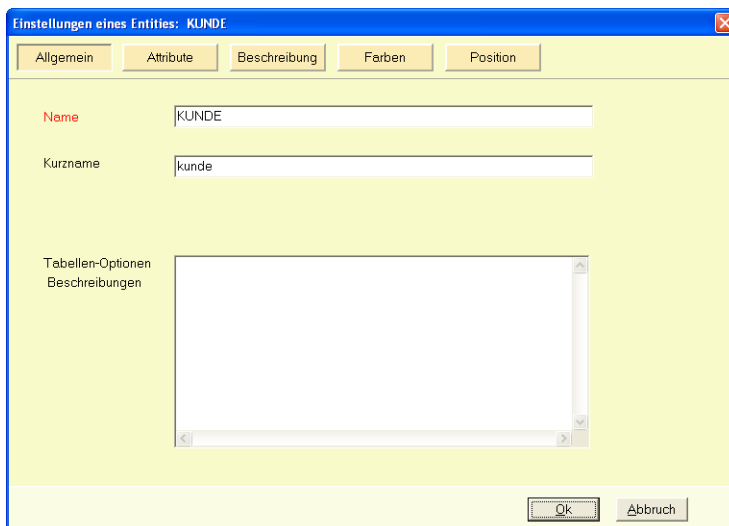 Einstellungen eines Entities: KUNDE
Allgemein Attribute Beschreibung Farben Position
Name KUNDE
Kurzname kunde
Tabellen-Optionen
Beschreibungen
Ok Abbruch